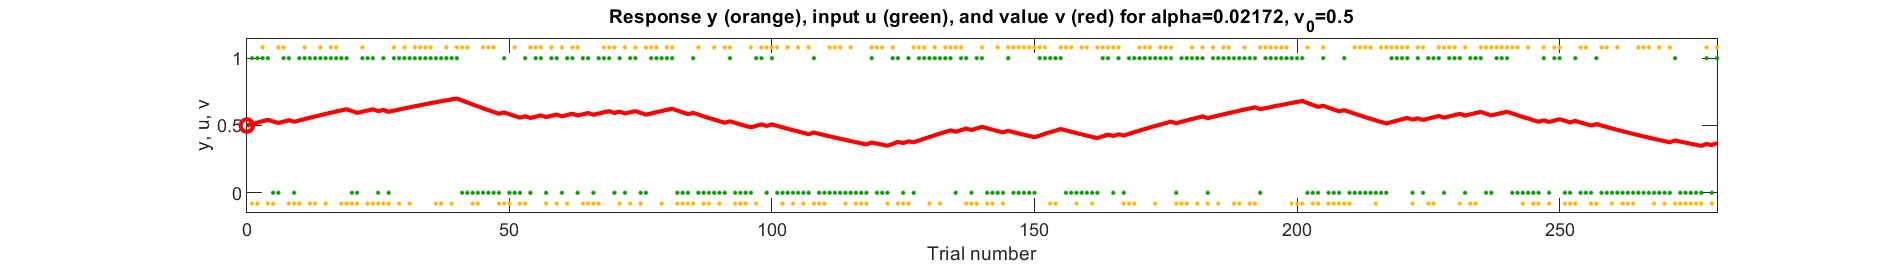 Response y (orange), input u (green), and value v (red) for alpha=0.02172, v0=0.5
1
0.5
0
y, u, v
0 50 100 150 200 250
Trial number